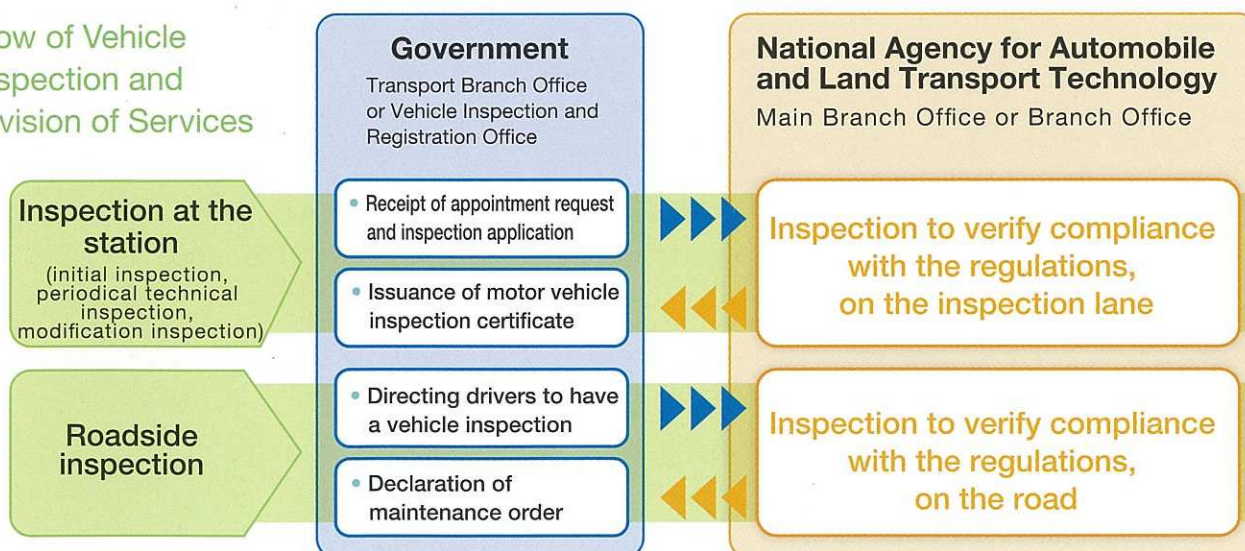 ow of Vehicle
spection and
vision of Services
Government
Transport Branch Office
or Vehicle Inspection and
Registration Office
National Agency for Automobile
and Land Transport Technology
Main Branch Office or Branch Office
Inspection at the
station
(initial inspection,
periodical technical
inspection,
modification inspection)
• Receipt of appointment request
and inspection application
• Issuance of motor vehicle
inspection certificate
Inspection to verify compliance
with the regulations,
on the inspection lane
Roadside
inspection
• Directing drivers to have
a vehicle inspection
• Declaration of
maintenance order
Inspection to verify compliance
with the regulations,
on the road